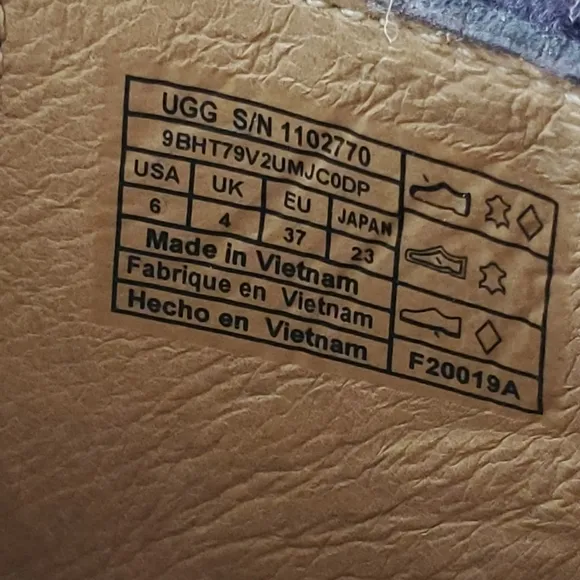 UGG S/N 1102770
9BHT79V2UMJC0DP
USA UK EU JAPAN
6 4 37 23
Made in Vietnam
Fabrique en Vietnam
Hecho en Vietnam
F20019A